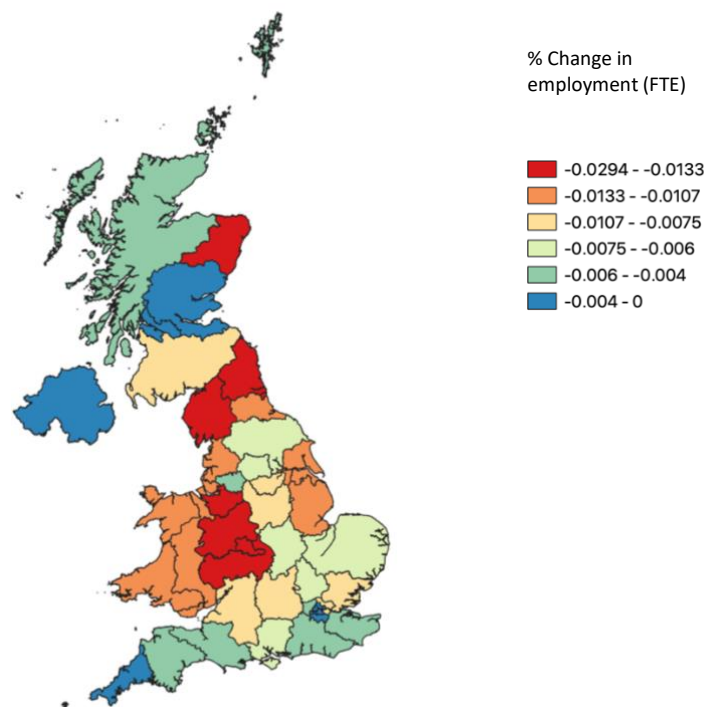 % Change in
employment (FTE)
-0.0294 - -0.0133
-0.0133 - -0.0107
-0.0107 - -0.0075
-0.0075 - -0.006
-0.006 - -0.004
-0.004 - 0